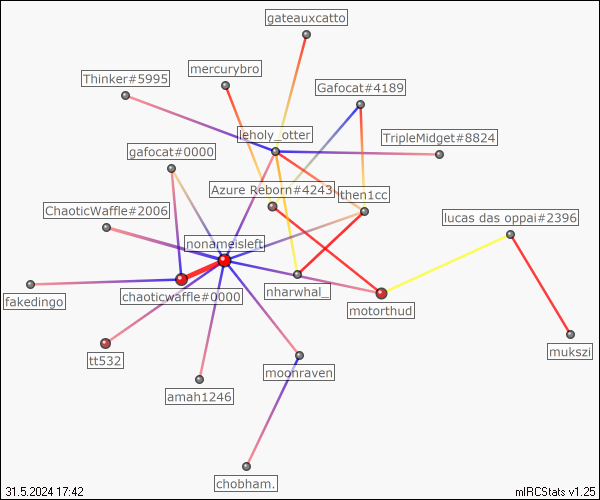 gateauxcatto
mercurybro
Thinker#5995
Gafocat#4189
leholy_otter
TripleMidget#8824
gafocat#0000
Azure Reborn#4243
then1cc
ChaoticWaffle#2006
lucas das oppai#2396
nonameisleft
chaoticwaffle#0000
nharwhal_
fakedingo
motorthud
tt532
mukszi
moonraven
amah1246
chobham.
31.5.2024 17:42
mIRCStats v1.25